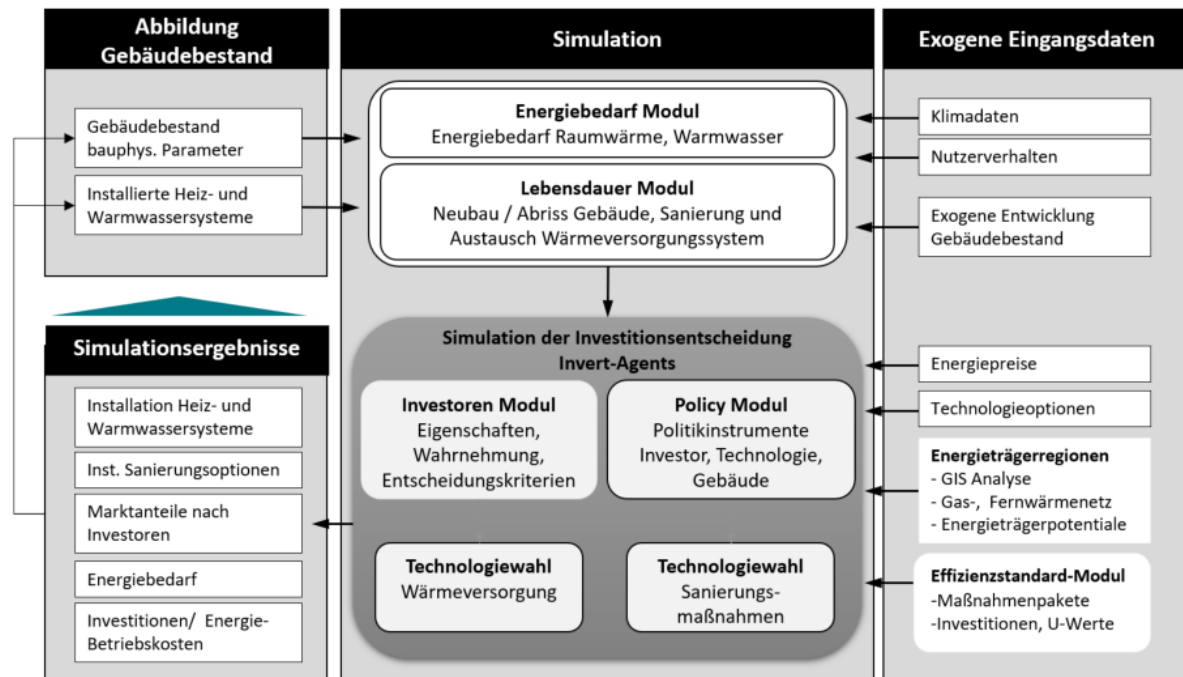 Abbildung
Gebäudebestand
Gebäudebestand
bauphys. Parameter
Installierte Heiz- und
Warmwassersysteme
Simulationsergebnisse
Installation Heiz- und
Warmwassersysteme
Inst. Sanierungsoptionen
Marktanteile nach
Investoren
Energiebedarf
Investitionen/ Energie-
Betriebskosten
Simulation
Energiebedarf Modul
Energiebedarf Raumwärme, Warmwasser
Lebensdauer Modul
Neubau / Abriss Gebäude, Sanierung und
Austausch Wärmeversorgungssystem
Simulation der Investitionsentscheidung
Invert-Agents
Investoren Modul
Eigenschaften,
Wahrnehmung,
Entscheidungskriterien
Policy Modul
Politikinstrumente
Investor, Technologie,
Gebäude
Technologiewahl
Wärmeversorgung
Technologiewahl
Sanierungs-
maßnahmen
Exogene Eingangsdaten
Klimadaten
Nutzerverhalten
Exogene Entwicklung
Gebäudebestand
Energiepreise
Technologieoptionen
Energieträgerregionen
- GIS Analyse
- Gas-, Fernwärmenetz
- Energieträgerpotentiale
Effizienzstandard-Modul
-Maßnahmenpakete
-Investitionen, U-Werte